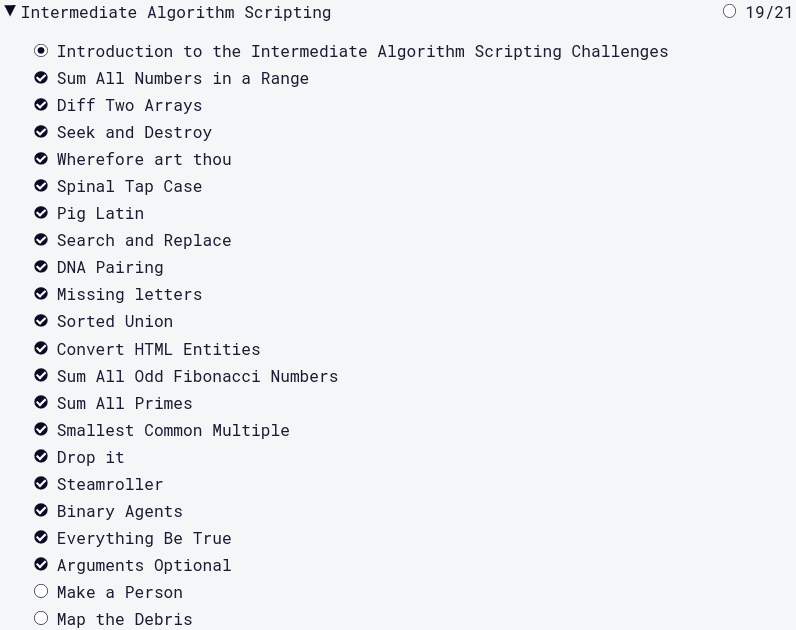 Intermediate Algorithm Scripting 19/21
Introduction to the Intermediate Algorithm Scripting Challenges
Sum All Numbers in a Range
Diff Two Arrays
Seek and Destroy
Wherefore art thou
Spinal Tap Case
Pig Latin
Search and Replace
DNA Pairing
Missing letters
Sorted Union
Convert HTML Entities
Sum All Odd Fibonacci Numbers
Sum All Primes
Smallest Common Multiple
Drop it
Steamroller
Binary Agents
Everything Be True
Arguments Optional
Make a Person
Map the Debris